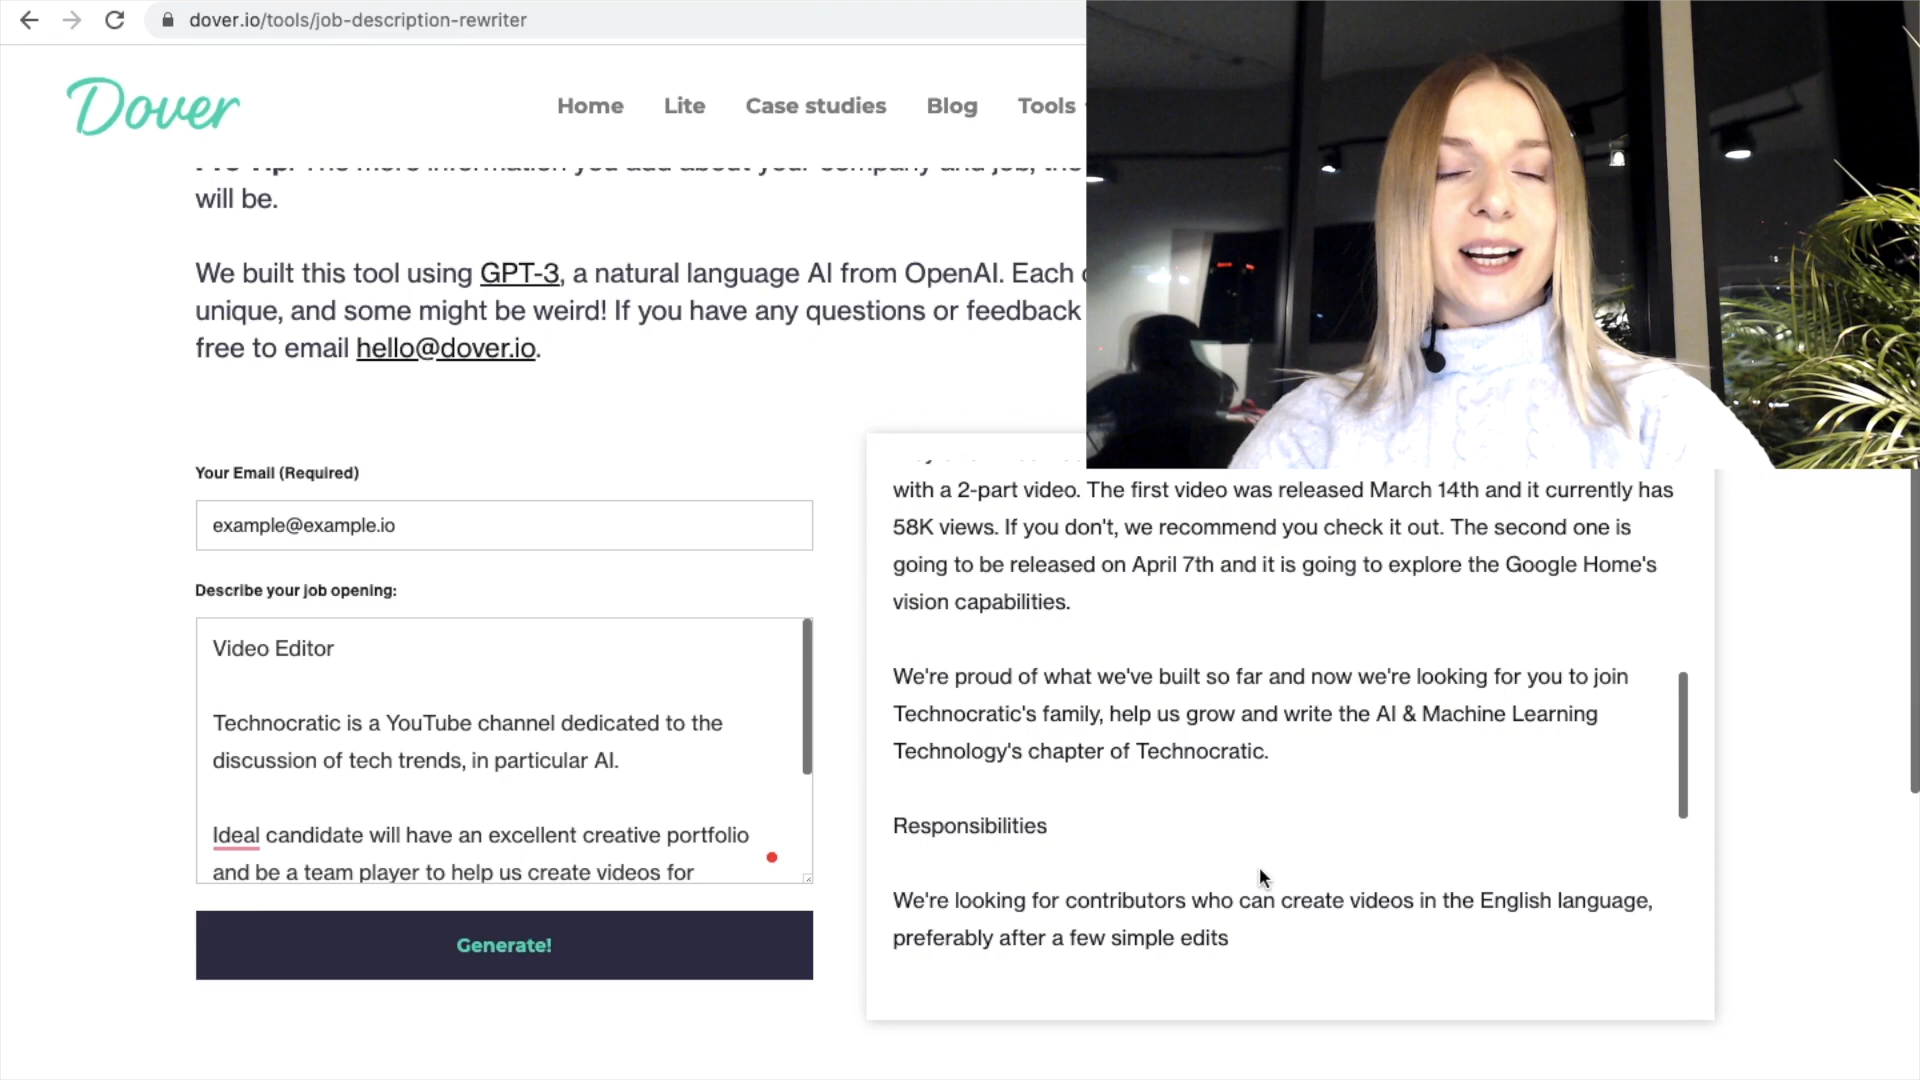 dover.io/tools/job-description-rewriter
Dover
Home Lite Case studies Blog Tools
will be.
We built this tool using GPT-3, a natural language AI from OpenAI. Each
unique, and some might be weird! If you have any questions or feedback
free to email hello@dover.io.
Your Email (Required)
example@example.io
Describe your job opening:
Video Editor
Technocratic is a YouTube channel dedicated to the
discussion of tech trends, in particular AI.
Ideal candidate will have an excellent creative portfolio
and be a team player to help us create videos for
Generate!
with a 2-part video. The first video was released March 14th and it currently has
58K views. If you don't, we recommend you check it out. The second one is
going to be released on April 7th and it is going to explore the Google Home's
vision capabilities.
We're proud of what we've built so far and now we're looking for you to join
Technocratic's family, help us grow and write the AI & Machine Learning
Technology's chapter of Technocratic.
Responsibilities
We're looking for contributors who can create videos in the English language,
preferably after a few simple edits